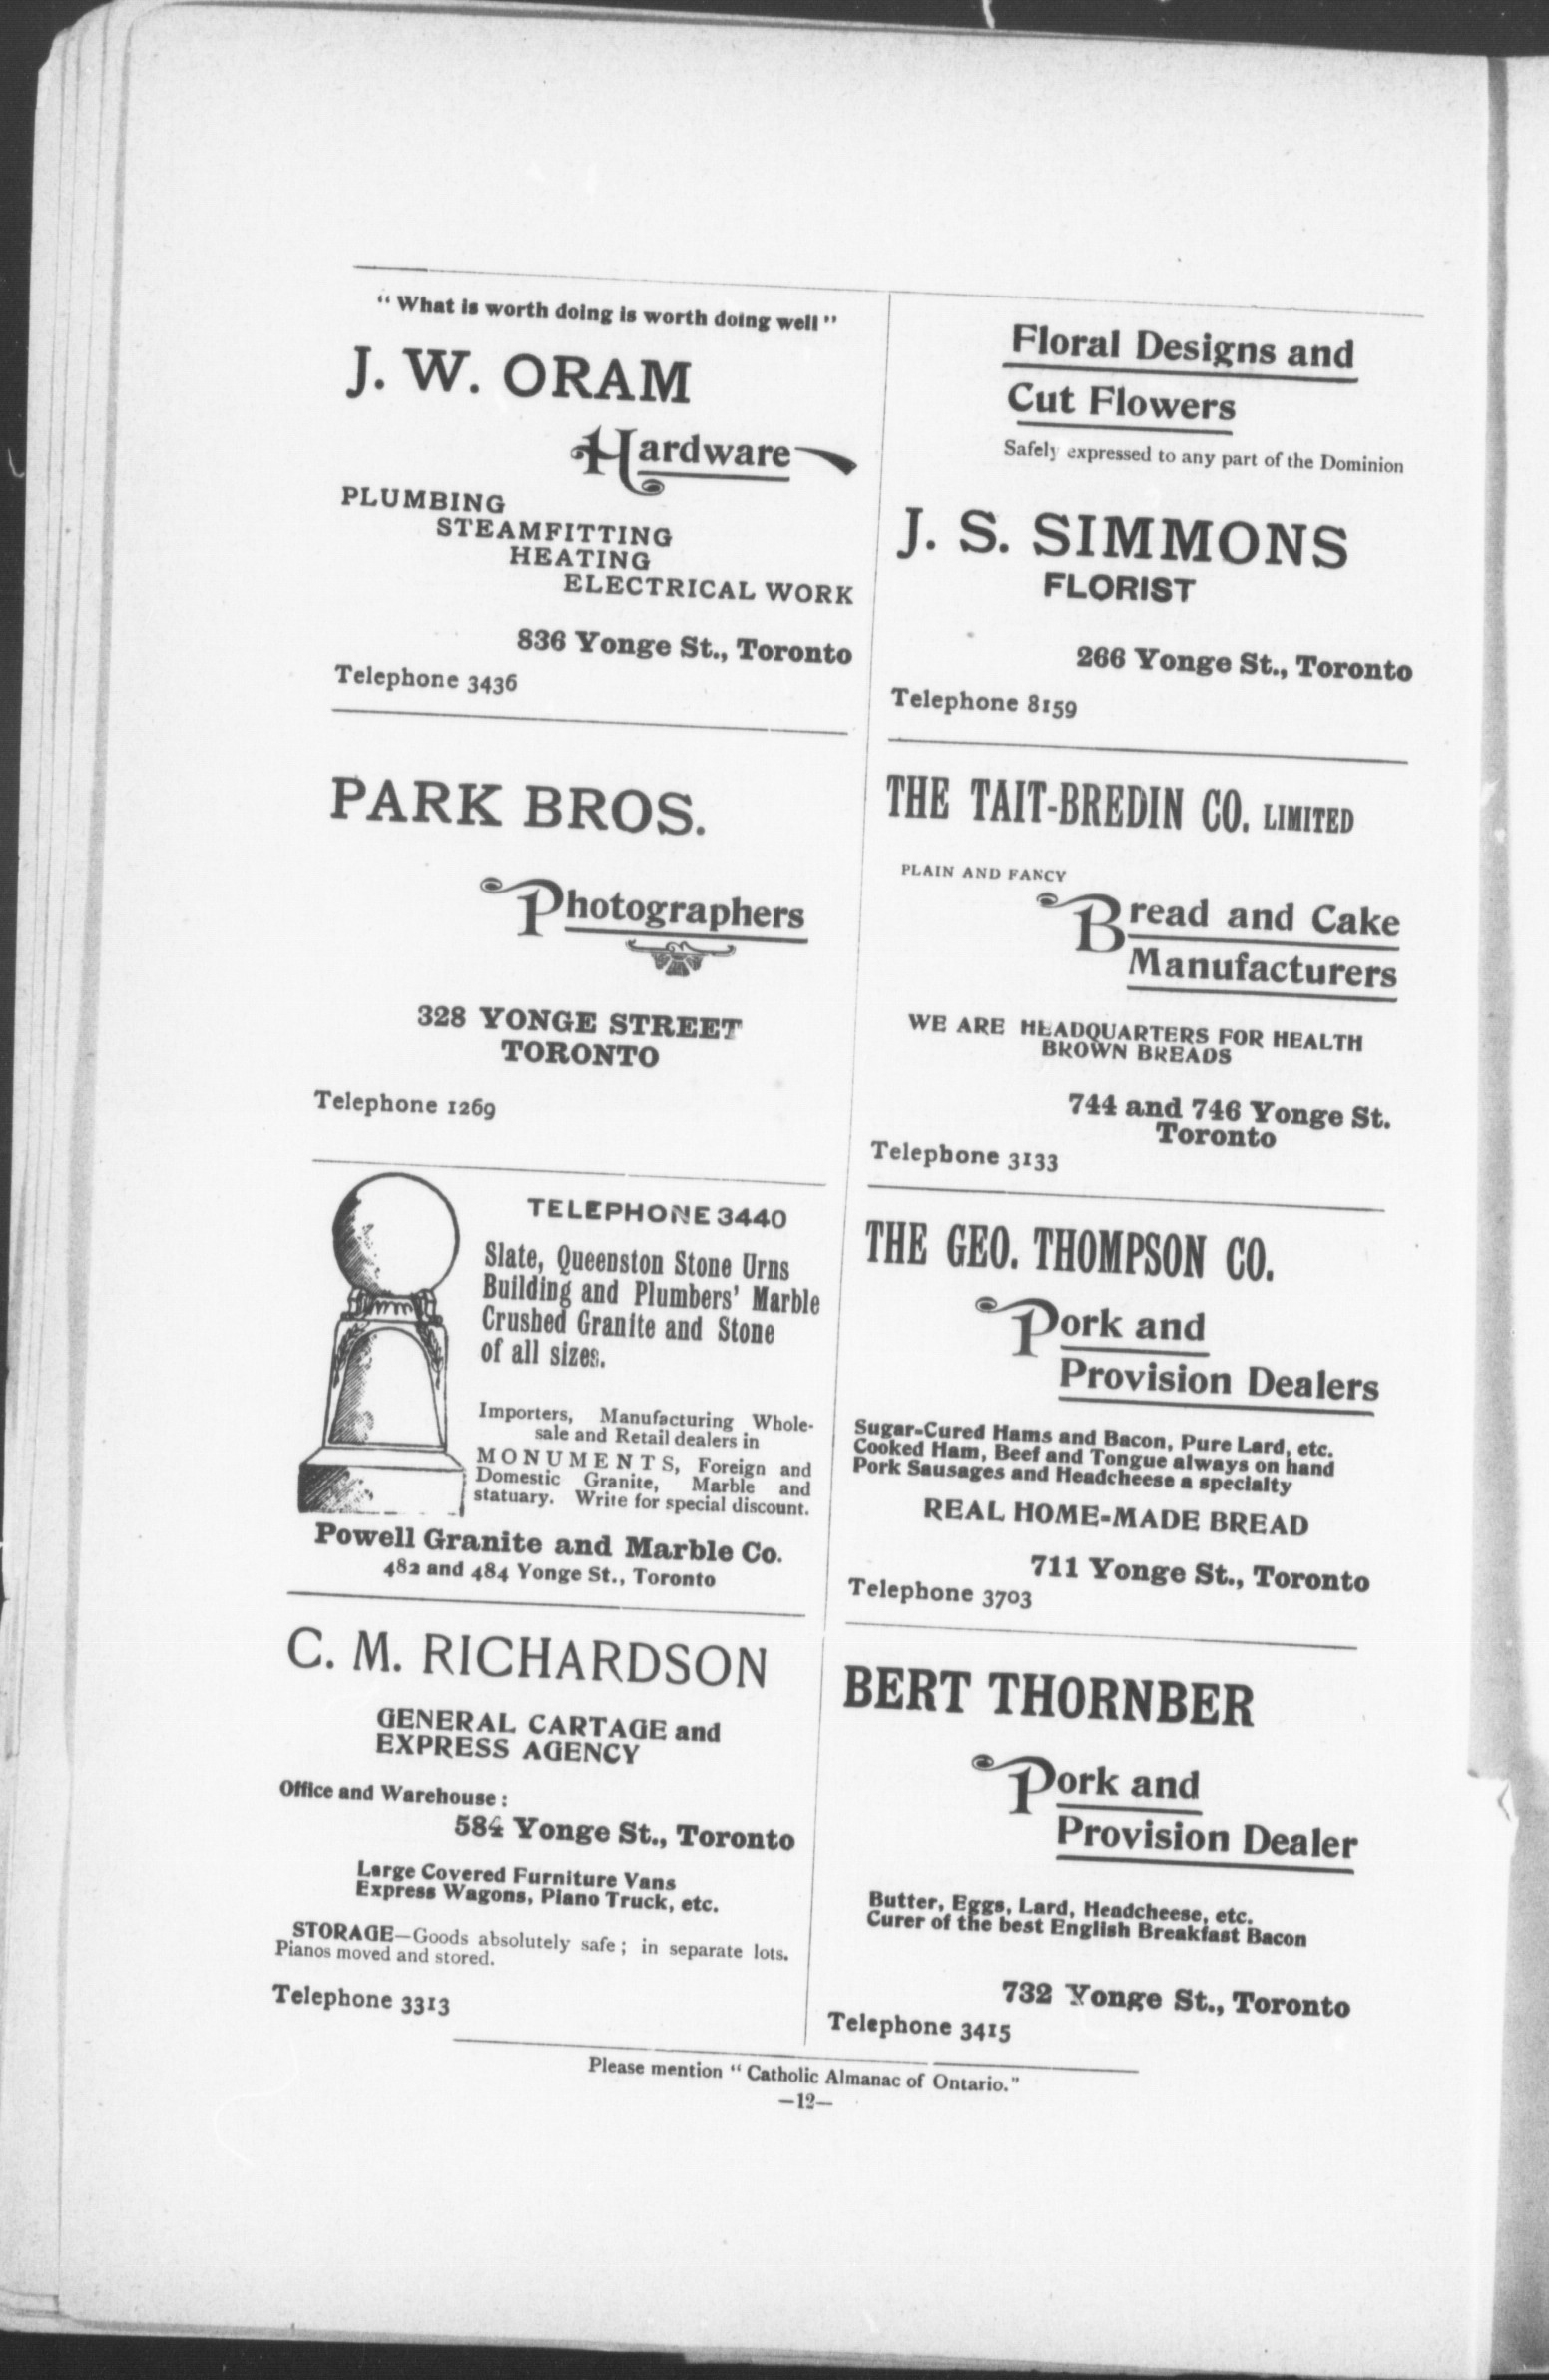 “ What is worth doing is worth doing well ”
J. W. ORAM
Hardware
PLUMBING
STEAMFITTING
HEATING
ELECTRICAL WORK
836 Yonge St., Toronto
Telephone 3436
PARK BROS.
Photographers
328 YONGE STREET
TORONTO
Telephone 1269
TELEPHONE 3440
Slate, Queenston Stone Urns
Building and Plumbers’ Marble
Crushed Granite and Stone
of all sizes.
Importers, Manufacturing Whole-
sale and Retail dealers in
MONUMENTS, Foreign and
Domestic Granite, Marble and
statuary. Write for special discount.
Powell Granite and Marble Co.
482 and 484 Yonge St., Toronto
C. M. RICHARDSON
GENERAL CARTAGE and
EXPRESS AGENCY
Office and Warehouse :
584 Yonge St., Toronto
Large Covered Furniture Vans
Express Wagons, Piano Truck, etc.
STORAGE—Goods absolutely safe ; in separate lots.
Pianos moved and stored.
Telephone 3313
Floral Designs and
Cut Flowers
Safely expressed to any part of the Dominion
J. S. SIMMONS
FLORIST
266 Yonge St., Toronto
Telephone 8159
THE TAIT-BREDIN CO. LIMITED
PLAIN AND FANCY
Bread and Cake
Manufacturers
WE ARE HEADQUARTERS FOR HEALTH
BROWN BREADS
744 and 746 Yonge St.
Toronto
Telephone 3133
THE GEO. THOMPSON CO.
Pork and
Provision Dealers
Sugar-Cured Hams and Bacon, Pure Lard, etc.
Cooked Ham, Beef and Tongue always on hand
Pork Sausages and Headcheese a specialty
REAL HOME-MADE BREAD
711 Yonge St., Toronto
Telephone 3703
BERT THORNBER
Pork and
Provision Dealer
Butter, Eggs, Lard, Headcheese, etc.
Curer of the best English Breakfast Bacon
732 Yonge St., Toronto
Telephone 3415
Please mention “ Catholic Almanac of Ontario.”
—12—